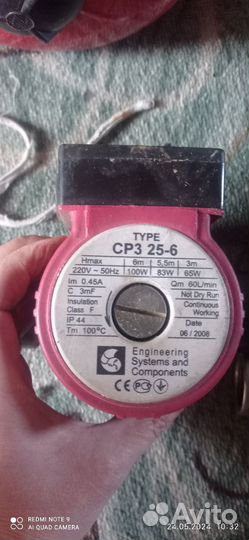 TYPE
CP3 25-6
Hmax 6m 5,5m 3m
220V ~ 50Hz 100W 83W 65W
Im 0.45A Qm 60L/min
C 3mF Not Dry Run
Insulation Continuous
Class F Working
IP 44 Date
Tm 100°C 06 / 2008
Engineering
Systems and
Components
CE PC
REDMI NOTE 9
AI QUAD CAMERA
Avito
24.05.2024 10:32